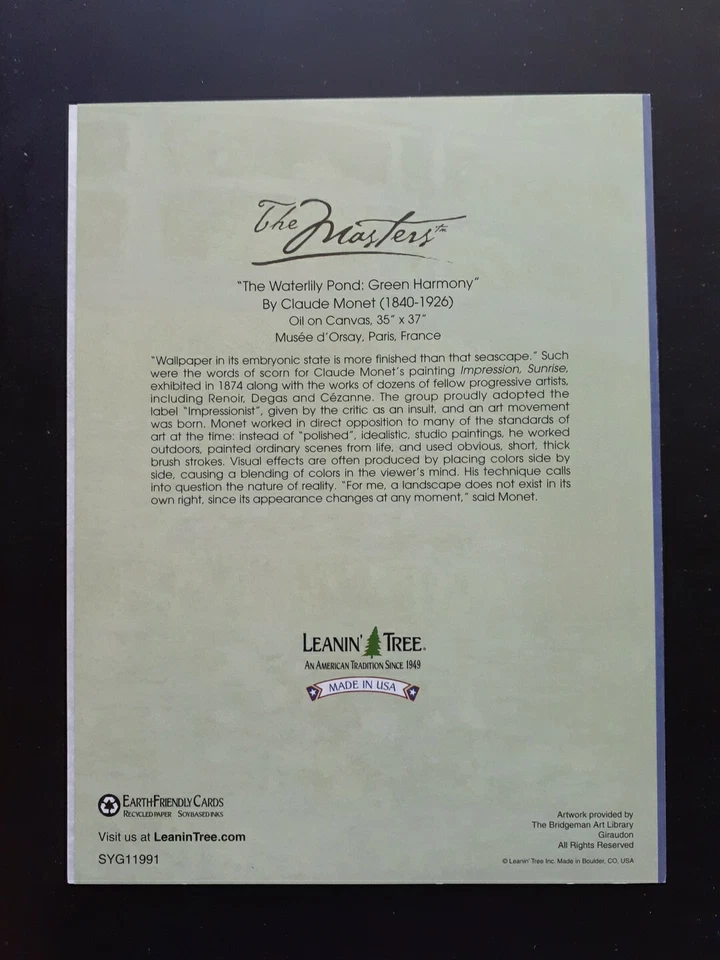 The Masters™
"The Waterlily Pond: Green Harmony"
By Claude Monet (1840-1926)
Oil on Canvas, 35" x 37"
Musée d'Orsay, Paris, France
"Wallpaper in its embryonic state is more finished than that seascape." Such
were the words of scorn for Claude Monet's painting Impression, Sunrise,
exhibited in 1874 along with the works of dozens of fellow progressive artists,
including Renoir, Degas and Cézanne. The group proudly adopted the
label "Impressionist", given by the critic as an insult, and an art movement
was born. Monet worked in direct opposition to many of the standards of
art at the time: instead of "polished", idealistic, studio paintings, he worked
outdoors, painted ordinary scenes from life, and used obvious, short, thick
brush strokes. Visual effects are often produced by placing colors side by
side, causing a blending of colors in the viewer's mind. His technique calls
into question the nature of reality. "For me, a landscape does not exist in its
own right, since its appearance changes at any moment," said Monet.
LEANIN' TREE®
AN AMERICAN TRADITION SINCE 1949
MADE IN USA
EARTHFRIENDLY CARDS
RECYCLED PAPER SOYBASED INKS
Visit us at LeaninTree.com
SYG11991
Artwork provided by
The Bridgeman Art Library
Giraudon
All Rights Reserved
© Leanin' Tree Inc. Made in Boulder, CO, USA